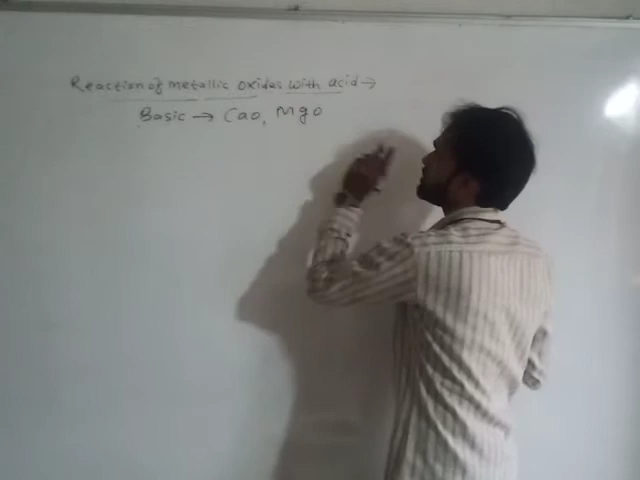 Reaction of metallic oxides with acid →
Basic → Cao, Mgo